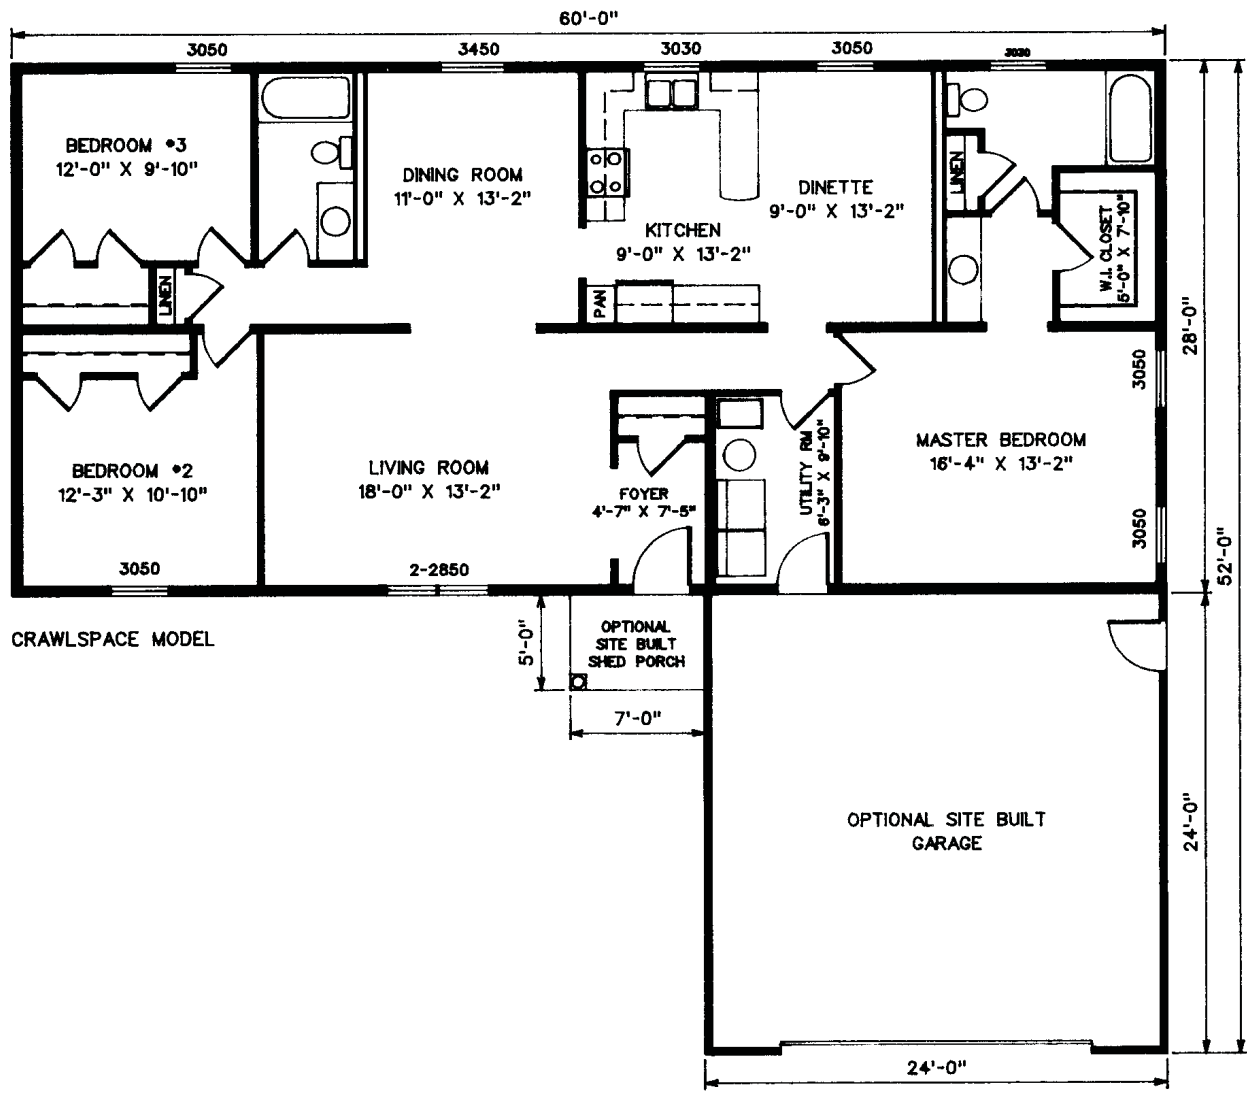 60'-0"
3050
3450
3030
3050
3030
BEDROOM #3
12'-0" X 9'-10"
DINING ROOM
11'-0" X 13'-2"
DINETTE
9'-0" X 13'-2"
KITCHEN
9'-0" X 13'-2"
LINEN
W.I. CLOSET
5'-0" X 7'-10"
LINEN
PAN
28'-0"
52'-0"
3050
MASTER BEDROOM
16'-4" X 13'-2"
BEDROOM #2
12'-3" X 10'-10"
LIVING ROOM
18'-0" X 13'-2"
FOYER
4'-7" X 7'-5"
UTILITY RM
6'-3" X 9'-10"
3050
3050
2-2850
CRAWLSPACE MODEL
5'-0"
OPTIONAL
SITE BUILT
SHED PORCH
7'-0"
OPTIONAL SITE BUILT
GARAGE
24'-0"
24'-0"